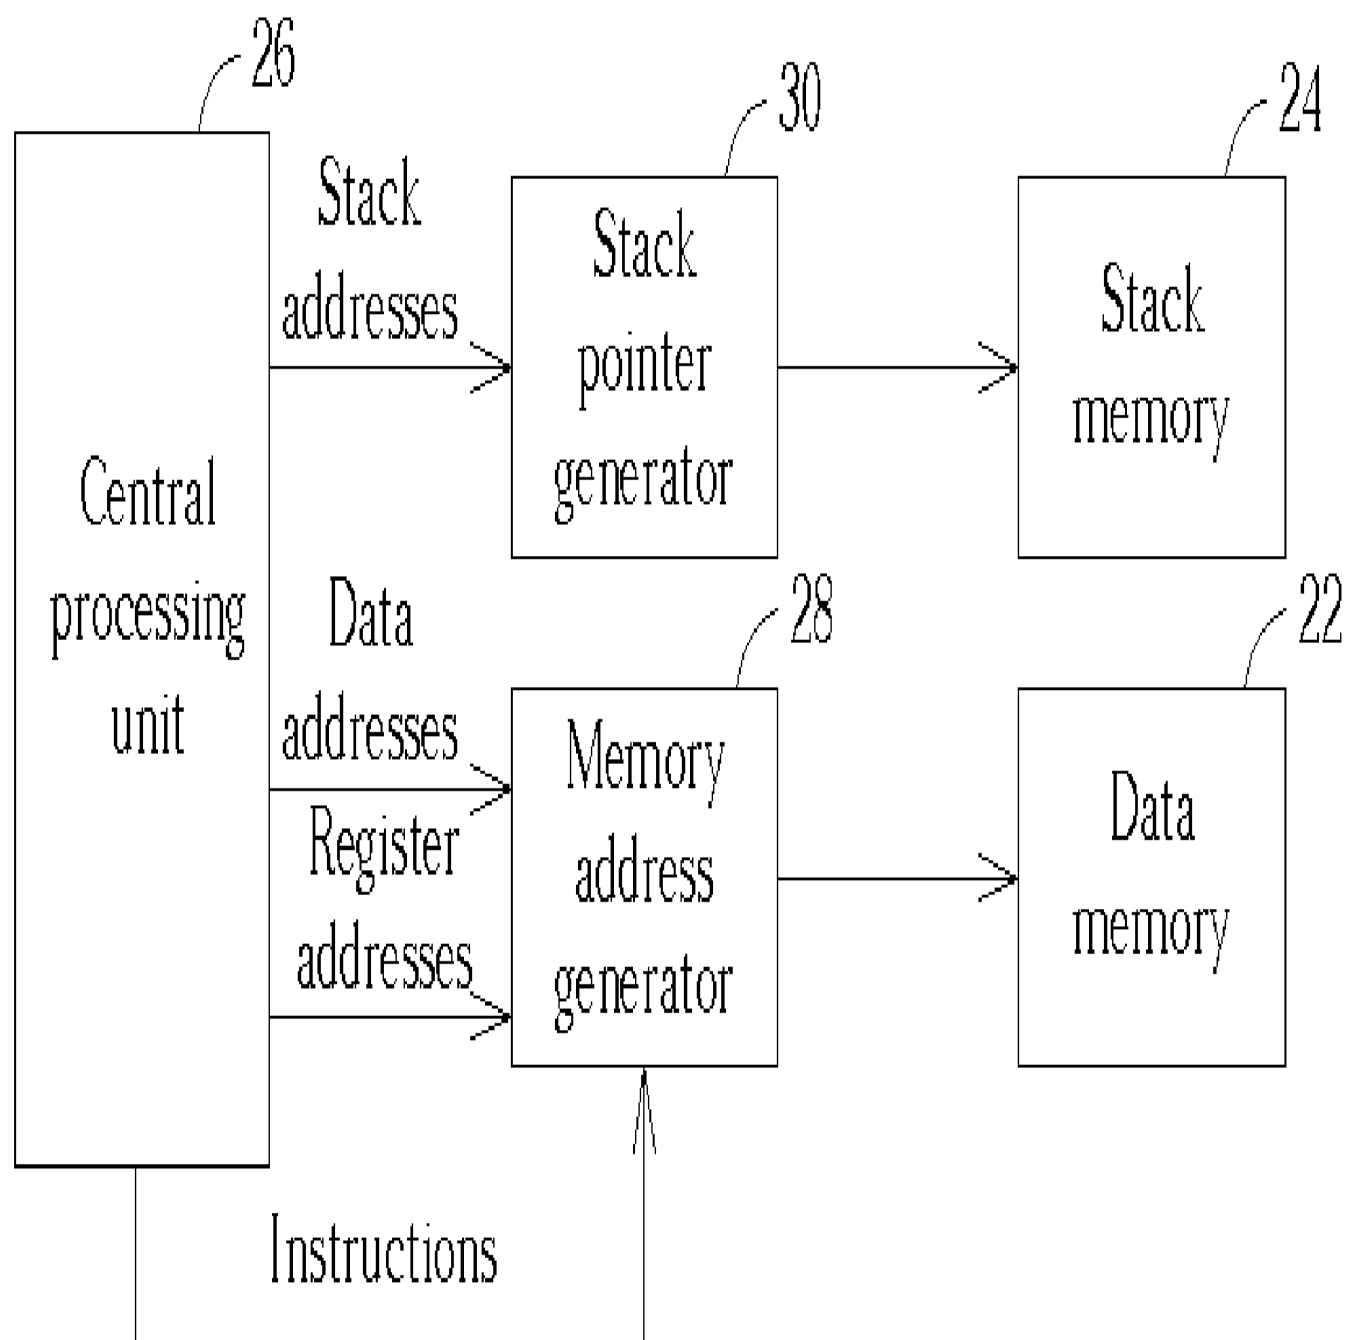 26
30
24
Stack
addresses
Stack
pointer
generator
Stack
memory
Central
processing
unit
Data
addresses
28
22
Register
addresses
Memory
address
generator
Data
memory
Instructions